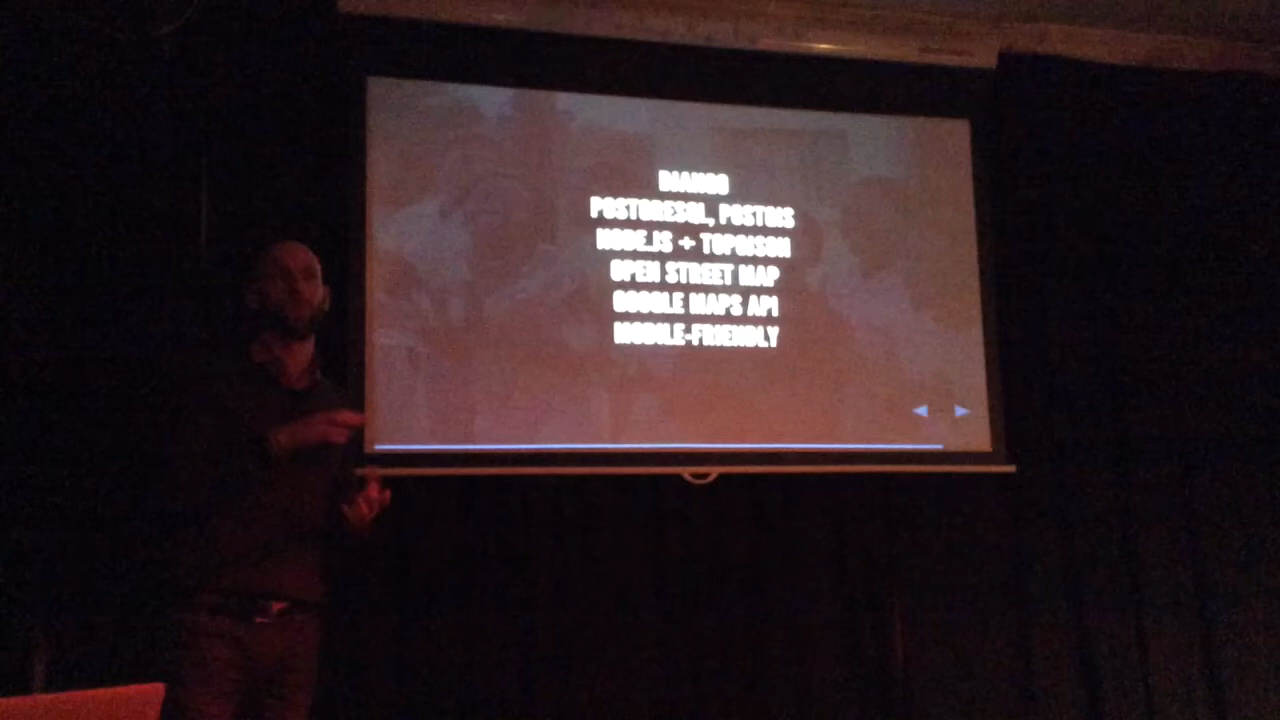 DJANGO
POSTGRESQL, POSTGIS
NODE.JS + TOPOJSON
OPEN STREET MAP
GOOGLE MAPS API
MOBILE-FRIENDLY